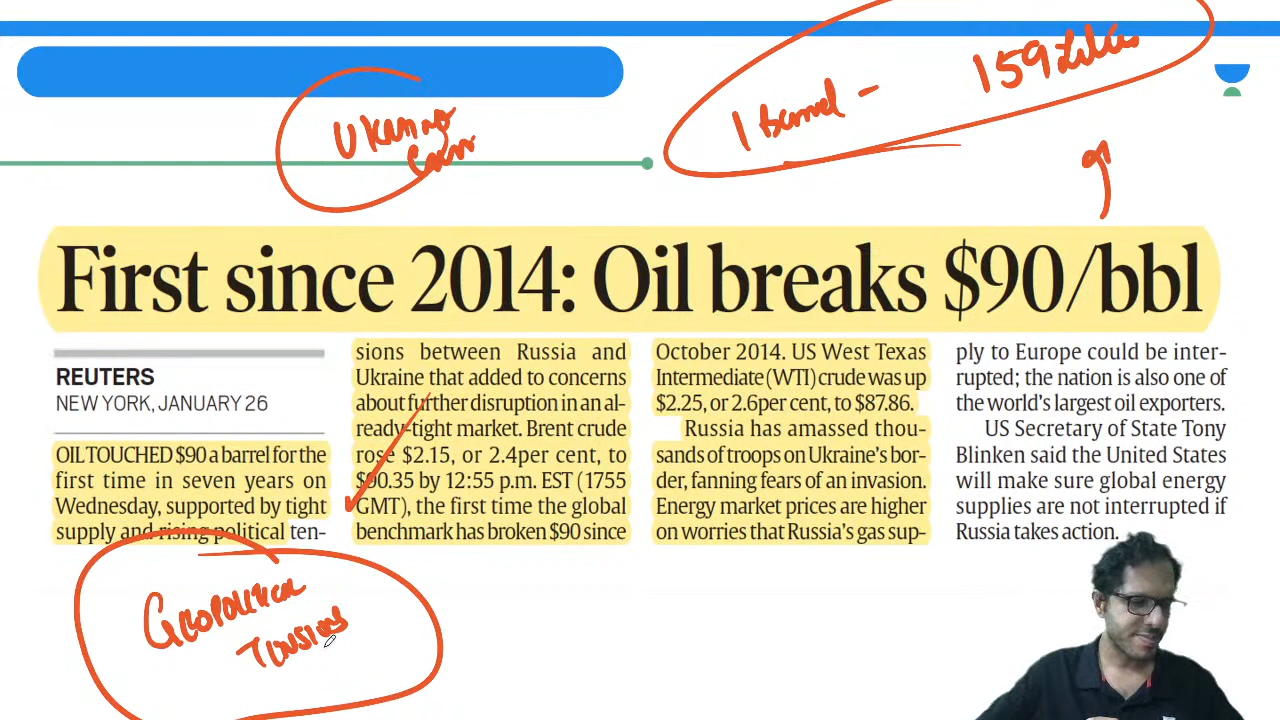 1 Barrel - 159 Liters
First since 2014: Oil breaks $90/bbl
REUTERS
NEW YORK, JANUARY 26
OIL TOUCHED $90 a barrel for the
first time in seven years on
Wednesday, supported by tight
supply and rising political ten-
sions between Russia and
Ukraine that added to concerns
about further disruption in an al-
ready-tight market. Brent crude
rose $2.15, or 2.4per cent, to
$90.35 by 12:55 p.m. EST (1755
GMT), the first time the global
benchmark has broken $90 since
October 2014. US West Texas
Intermediate (WTI) crude was up
$2.25, or 2.6per cent, to $87.86.
Russia has amassed thou-
sands of troops on Ukraine's bor-
der, fanning fears of an invasion.
Energy market prices are higher
on worries that Russia's gas sup-
ply to Europe could be inter-
rupted; the nation is also one of
the world's largest oil exporters.
US Secretary of State Tony
Blinken said the United States
will make sure global energy
supplies are not interrupted if
Russia takes action.
GEOPOLITICAL
TENSIONS